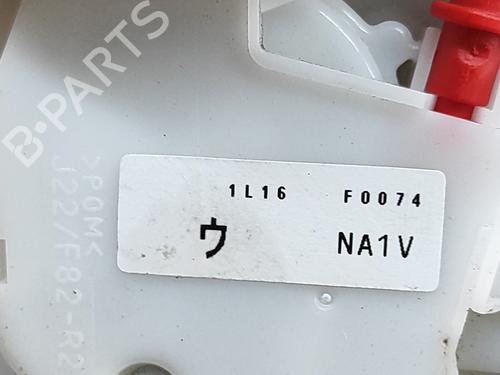 B-PARTS
1L16 F0074
ウ NA1V
>POM<
J22/F82-R2